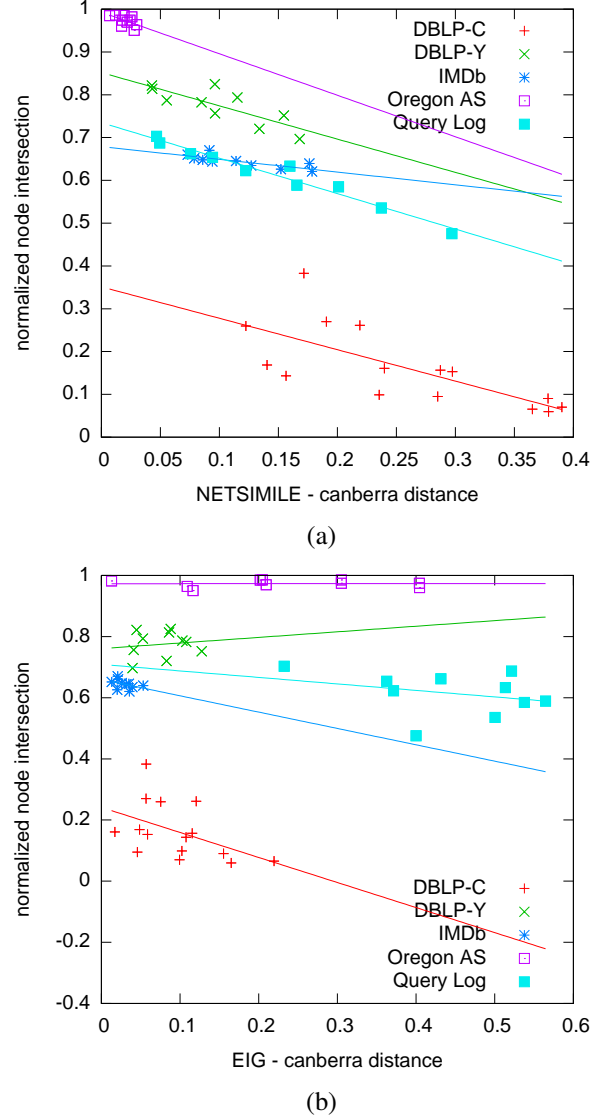 1
0.9
0.8
0.7
0.6
0.5
0.4
0.3
0.2
0.1
0
normalized node intersection
DBLP-C
DBLP-Y
IMDb
Oregon AS
Query Log
0.05 0.1 0.15 0.2 0.25 0.3 0.35 0.4
NETSIMILE - canberra distance
(a)
1
0.8
0.6
0.4
0.2
0
-0.2
-0.4
normalized node intersection
DBLP-C
DBLP-Y
IMDb
Oregon AS
Query Log
0 0.1 0.2 0.3 0.4 0.5 0.6
EIG - canberra distance
(b)